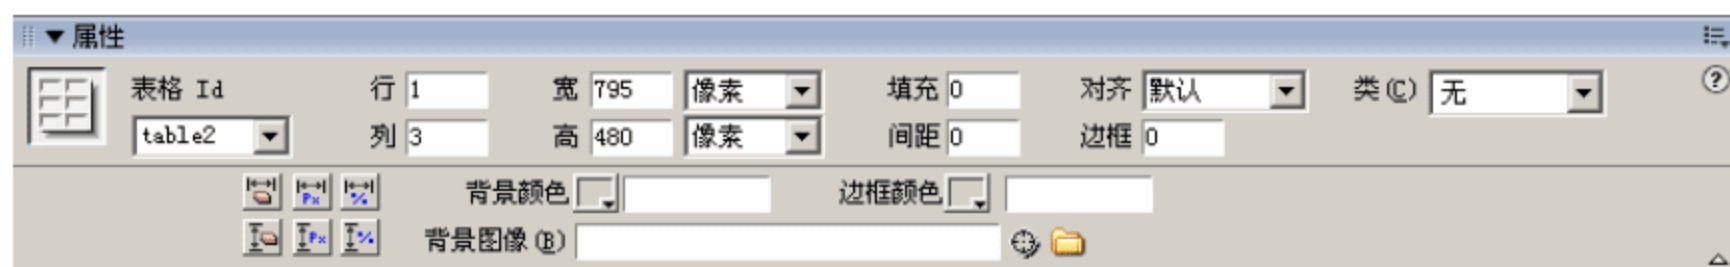 属性
表格 Id 行 1 宽 795 像素 填充 0 对齐 默认 类(C) 无
table2 列 3 高 480 像素 间距 0 边框 0
Px % 背景颜色 边框颜色
Px % 背景图像(B)